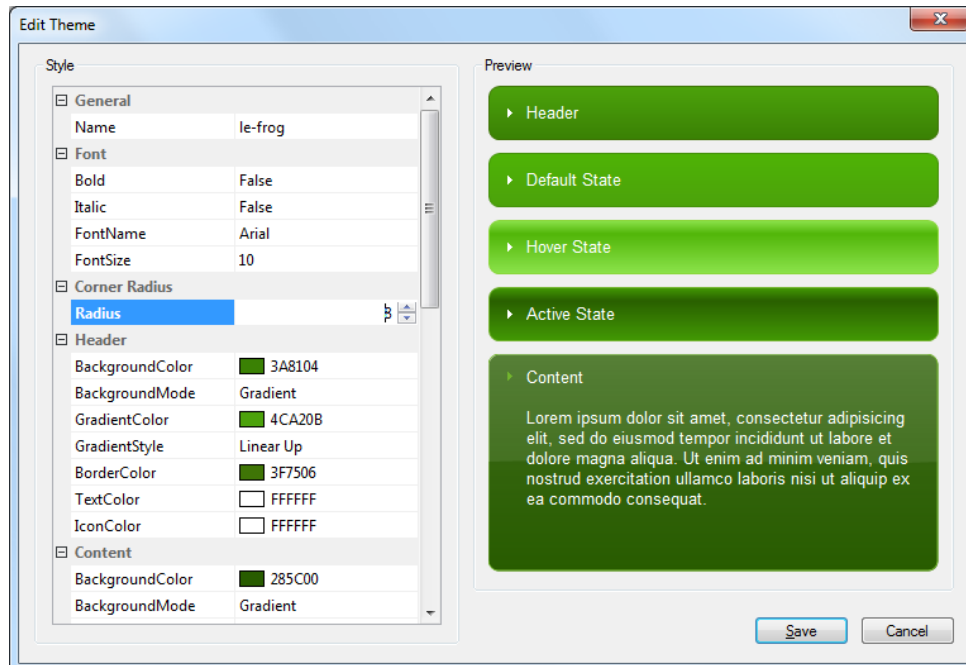 Edit Theme
Style
General
Name le-frog
Font
Bold False
Italic False
FontName Arial
FontSize 10
Corner Radius
Radius 8
Header
BackgroundColor 3A8104
BackgroundMode Gradient
GradientColor 4CA20B
GradientStyle Linear Up
BorderColor 3F7506
TextColor FFFFFF
IconColor FFFFFF
Content
BackgroundColor 285C00
BackgroundMode Gradient
Preview
Header
Default State
Hover State
Active State
Content
Lorem ipsum dolor sit amet, consectetur adipisicing
elit, sed do eiusmod tempor incididunt ut labore et
dolore magna aliqua. Ut enim ad minim veniam, quis
nostrud exercitation ullamco laboris nisi ut aliquip ex
ea commodo consequat.
Save Cancel